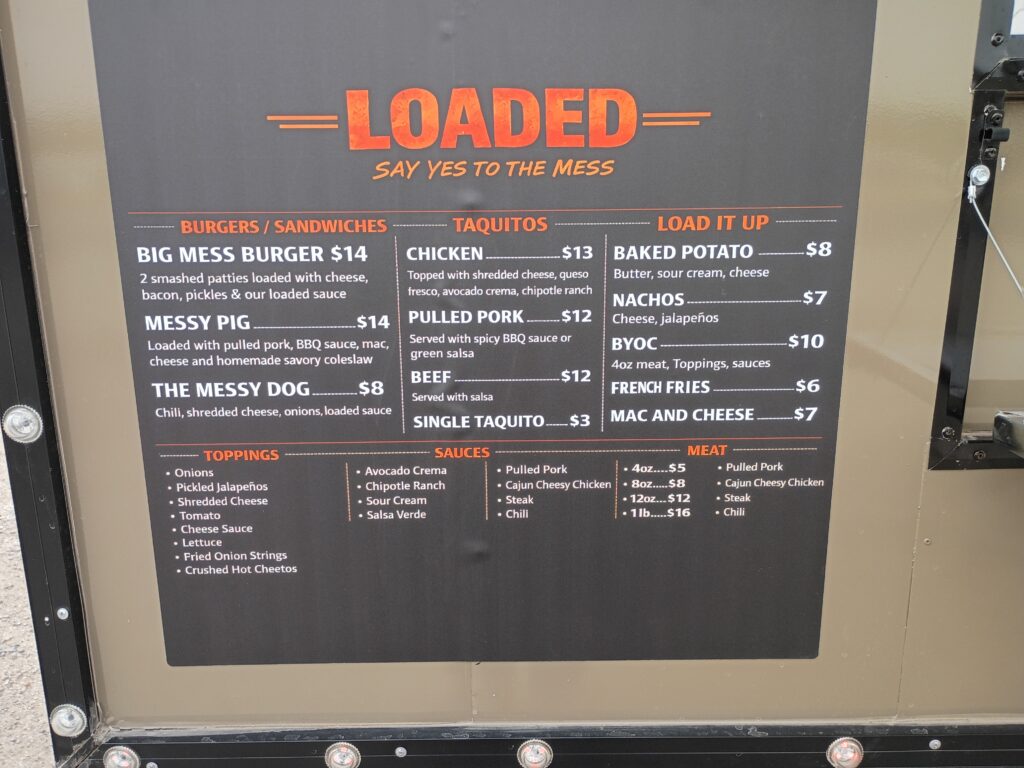 LOADED
SAY YES TO THE MESS
BURGERS / SANDWICHES
BIG MESS BURGER $14
2 smashed patties loaded with cheese,
bacon, pickles & our loaded sauce
MESSY PIG $14
Loaded with pulled pork, BBQ sauce, mac,
cheese and homemade savory coleslaw
THE MESSY DOG $8
Chili, shredded cheese, onions, loaded sauce
TAQUITOS
CHICKEN $13
Topped with shredded cheese, queso
fresco, avocado crema, chipotle ranch
PULLED PORK $12
Served with spicy BBQ sauce or
green salsa
BEEF $12
Served with salsa
SINGLE TAQUITO $3
LOAD IT UP
BAKED POTATO $8
Butter, sour cream, cheese
NACHOS $7
Cheese, jalapeños
BYOC $10
4oz meat, Toppings, sauces
FRENCH FRIES $6
MAC AND CHEESE $7
TOPPINGS
• Onions
• Pickled Jalapeños
• Shredded Cheese
• Tomato
• Cheese Sauce
• Lettuce
• Fried Onion Strings
• Crushed Hot Cheetos
SAUCES
• Avocado Crema
• Chipotle Ranch
• Sour Cream
• Salsa Verde
• Pulled Pork
• Cajun Cheesy Chicken
• Steak
• Chili
MEAT
• 4oz....$5
• 8oz....$8
• 12oz...$12
• 1lb.....$16
• Pulled Pork
• Cajun Cheesy Chicken
• Steak
• Chili